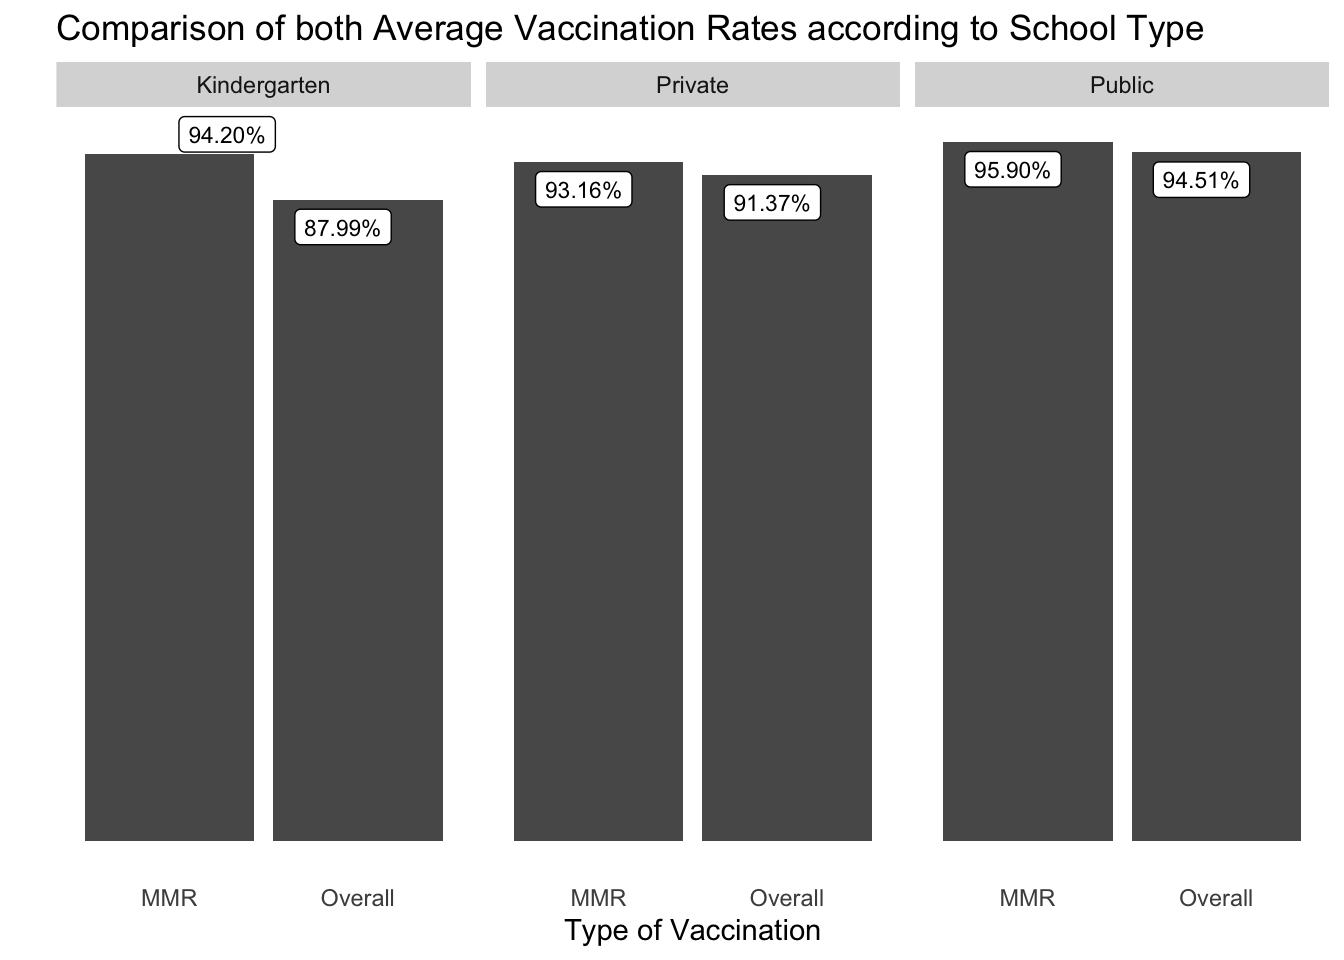 Comparison of both Average Vaccination Rates according to School Type
Kindergarten Private Public
94.20%
87.99%
93.16%
91.37%
95.90%
94.51%
MMR Overall MMR Overall MMR Overall
Type of Vaccination